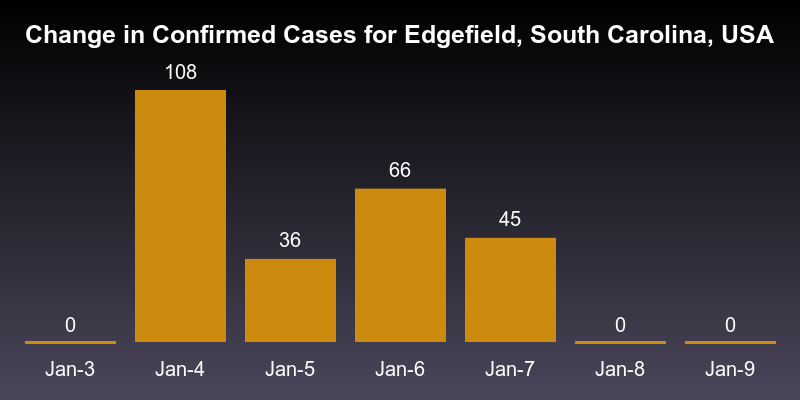 Change in Confirmed Cases for Edgefield, South Carolina, USA
0 108 36 66 45 0 0
Jan-3 Jan-4 Jan-5 Jan-6 Jan-7 Jan-8 Jan-9